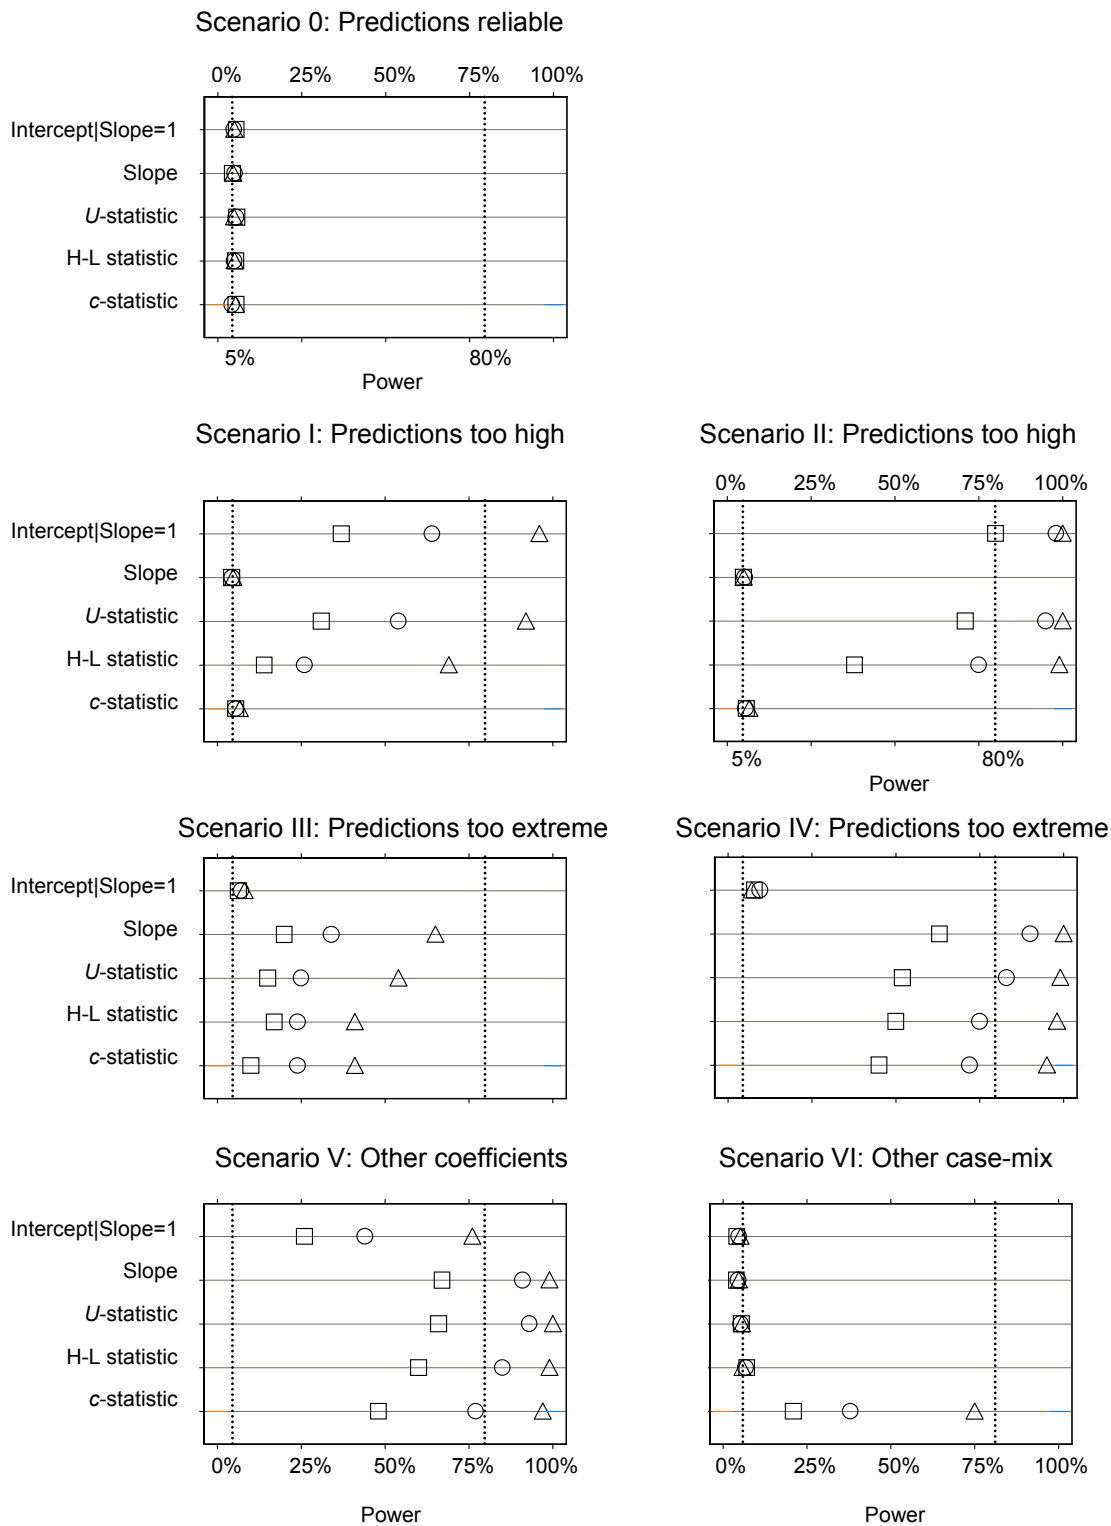 Scenario 0: Predictions reliable
0% 25% 50% 75% 100%
Intercept|Slope=1
Slope
U-statistic
H-L statistic
c-statistic
5% 80%
Power
Scenario I: Predictions too high
Scenario II: Predictions too high
0% 25% 50% 75% 100%
Intercept|Slope=1
Slope
U-statistic
H-L statistic
c-statistic
5% 80%
Power
Scenario III: Predictions too extreme
Scenario IV: Predictions too extreme
Intercept|Slope=1
Slope
U-statistic
H-L statistic
c-statistic
Scenario V: Other coefficients
Scenario VI: Other case-mix
Intercept|Slope=1
Slope
U-statistic
H-L statistic
c-statistic
0% 25% 50% 75% 100%
0% 25% 50% 75% 100%
Power
Power